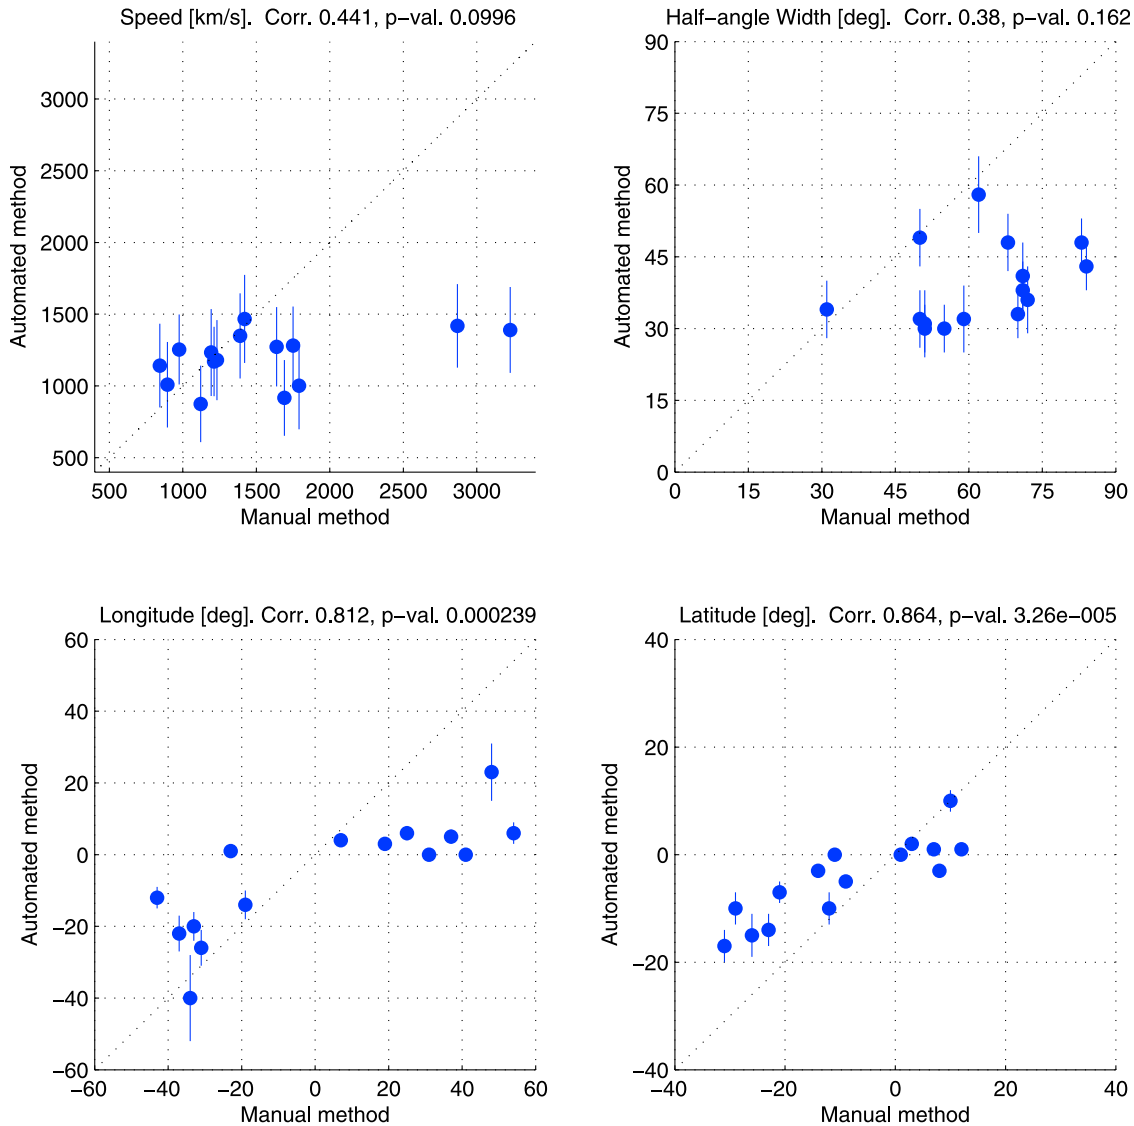 Speed [km/s].  Corr. 0.441, p−val. 0.0996
3000
2500
2000
1500
1000
500
Automated method
500 1000 1500 2000 2500 3000
Manual method
Half−angle Width [deg].  Corr. 0.38, p−val. 0.162
90
75
60
45
30
15
0
Automated method
0 15 30 45 60 75 90
Manual method
Longitude [deg]. Corr. 0.812, p−val. 0.000239
60
40
20
0
−20
−40
−60
Automated method
−60 −40 −20 0 20 40 60
Manual method
Latitude [deg].  Corr. 0.864, p−val. 3.26e−005
40
20
0
−20
−40
Automated method
−40 −20 0 20 40
Manual method